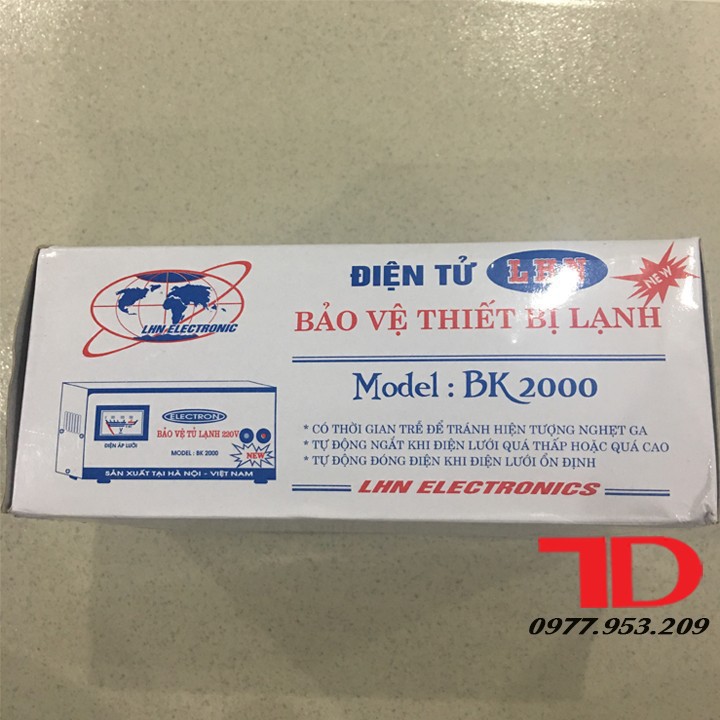 LHN ELECTRONIC
ĐIỆN TỬ LHN NEW
BẢO VỆ THIẾT BỊ LẠNH
Model : BK 2000
* CÓ THỜI GIAN TRỄ ĐỂ TRÁNH HIỆN TƯỢNG NGHẸT GA
* TỰ ĐỘNG NGẮT KHI ĐIỆN LƯỚI QUÁ THẤP HOẶC QUÁ CAO
* TỰ ĐỘNG ĐÓNG ĐIỆN KHI ĐIỆN LƯỚI ỔN ĐỊNH
LHN ELECTRONICS
ELECTRON
BẢO VỆ TỦ LẠNH 220V
ĐIỆN ÁP LƯỚI
MODEL : BK 2000
NEW
SẢN XUẤT TẠI HÀ NỘI - VIỆT NAM
TD
0977.953.209